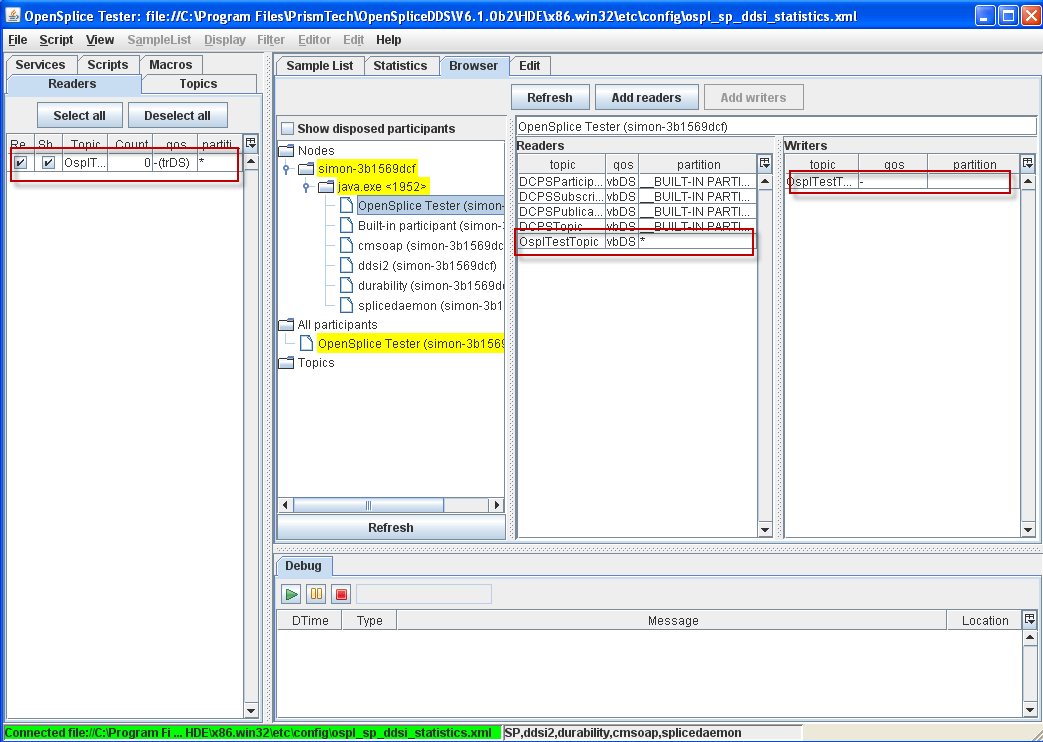 OpenSplice Tester: file://C:\Program Files\PrismTech\OpenSpliceDDS\V6.1.0b2\HDE\x86.win32\etc\config\ospl_sp_ddsi_statistics.xml
File Script View SampleList Display Filter Editor Edit Help
Services Scripts Macros
Readers Topics
Select all Deselect all
Re... Sh... Topic Count qos partiti...
OsplT... 0 -(trDS) *
Sample List Statistics Browser Edit
Refresh Add readers Add writers
Show disposed participants
Nodes
simon-3b1569dcf
java.exe <1952>
OpenSplice Tester (simon-
Built-in participant (simon-
cmsoap (simon-3b1569dc
ddsi2 (simon-3b1569dcf)
durability (simon-3b1569d
splicedaemon (simon-3b1
All participants
OpenSplice Tester (simon-3b1569
Topics
Refresh
OpenSplice Tester (simon-3b1569dcf)
Readers
topic qos partition
DCPSParticip... vbDS __BUILT-IN PARTI...
DCPSSubscri... vbDS __BUILT-IN PARTI...
DCPSPublica... vbDS __BUILT-IN PARTI...
DCPSTopic vbDS __BUILT-IN PARTI...
OsplTestTopic vbDS *
Writers
topic qos partition
OsplTestT... -
Debug
DTime Type Message Location
Connected file://C:\Program Fi ... HDE\x86.win32\etc\config\ospl_sp_ddsi_statistics.xml SP,ddsi2,durability,cmsoap,splicedaemon